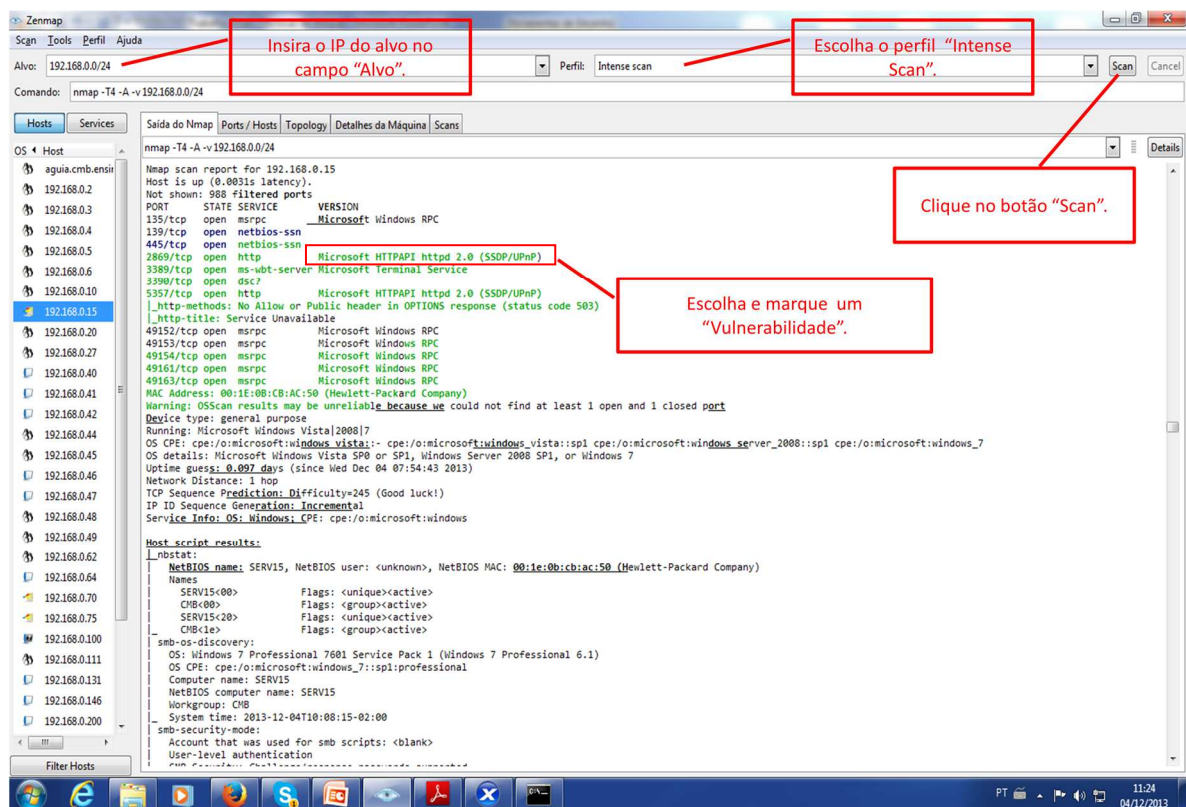 Zenmap
Scan Tools Perfil Ajuda
Insira o IP do alvo no
campo “Alvo”.
Escolha o perfil “Intense
Scan”.
Alvo: 192.168.0.0/24 Perfil: Intense scan Scan Cancel
Comando: nmap -T4 -A -v 192.168.0.0/24
Hosts Services
Saída do Nmap Ports / Hosts Topology Detalhes da Máquina Scans
nmap -T4 -A -v 192.168.0.0/24 Details
OS Host
aguia.cmb.ensir
192.168.0.2
192.168.0.3
192.168.0.4
192.168.0.5
192.168.0.6
192.168.0.10
192.168.0.15
192.168.0.20
192.168.0.27
192.168.0.40
192.168.0.41
192.168.0.42
192.168.0.44
192.168.0.45
192.168.0.46
192.168.0.47
192.168.0.48
192.168.0.49
192.168.0.62
192.168.0.64
192.168.0.70
192.168.0.75
192.168.0.100
192.168.0.111
192.168.0.131
192.168.0.146
192.168.0.200
Filter Hosts
Nmap scan report for 192.168.0.15
Host is up (0.0031s latency).
Not shown: 988 filtered ports
PORT STATE SERVICE VERSION
135/tcp open msrpc Microsoft Windows RPC
139/tcp open netbios-ssn
445/tcp open netbios-ssn
2869/tcp open http Microsoft HTTPAPI httpd 2.0 (SSDP/UPnP)
3389/tcp open ms-wbt-server Microsoft Terminal Service
3390/tcp open dsc?
5357/tcp open http Microsoft HTTPAPI httpd 2.0 (SSDP/UPnP)
|_http-methods: No Allow or Public header in OPTIONS response (status code 503)
|_http-title: Service Unavailable
49152/tcp open msrpc Microsoft Windows RPC
49153/tcp open msrpc Microsoft Windows RPC
49154/tcp open msrpc Microsoft Windows RPC
49161/tcp open msrpc Microsoft Windows RPC
49163/tcp open msrpc Microsoft Windows RPC
MAC Address: 00:1E:0B:CB:AC:50 (Hewlett-Packard Company)
Warning: OSScan results may be unreliable because we could not find at least 1 open and 1 closed port
Device type: general purpose
Running: Microsoft Windows Vista|2008|7
OS CPE: cpe:/o:microsoft:windows_vista::- cpe:/o:microsoft:windows_vista::sp1 cpe:/o:microsoft:windows_server_2008::sp1 cpe:/o:microsoft:windows_7
OS details: Microsoft Windows Vista SP0 or SP1, Windows Server 2008 SP1, or Windows 7
Uptime guess: 0.097 days (since Wed Dec 04 07:54:43 2013)
Network Distance: 1 hop
TCP Sequence Prediction: Difficulty=245 (Good luck!)
IP ID Sequence Generation: Incremental
Service Info: OS: Windows; CPE: cpe:/o:microsoft:windows
Host script results:
|_nbstat:
| NetBIOS name: SERV15, NetBIOS user: <unknown>, NetBIOS MAC: 00:1e:0b:cb:ac:50 (Hewlett-Packard Company)
| Names
| SERV15<00> Flags: <unique><active>
| CMB<00> Flags: <group><active>
| SERV15<20> Flags: <unique><active>
|_ CMB<1e> Flags: <group><active>
| smb-os-discovery:
| OS: Windows 7 Professional 7601 Service Pack 1 (Windows 7 Professional 6.1)
| OS CPE: cpe:/o:microsoft:windows_7::sp1:professional
| Computer name: SERV15
| NetBIOS computer name: SERV15
| Workgroup: CMB
|_ System time: 2013-12-04T10:08:15-02:00
| smb-security-mode:
| Account that was used for smb scripts: <blank>
| User-level authentication
Clique no botão “Scan”.
Escolha e marque um
“Vulnerabilidade”.
PT
11:24
04/12/2013